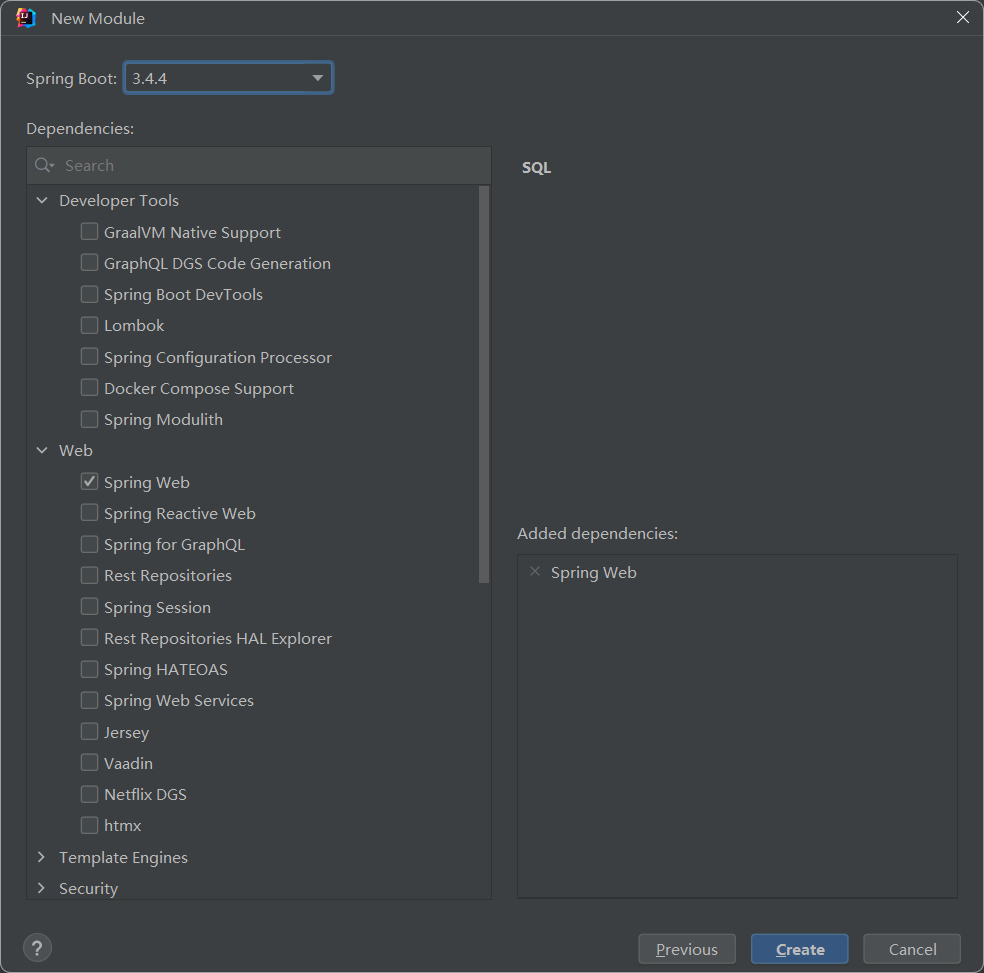 New Module
Spring Boot: 3.4.4
Dependencies:
Search
Developer Tools
GraalVM Native Support
GraphQL DGS Code Generation
Spring Boot DevTools
Lombok
Spring Configuration Processor
Docker Compose Support
Spring Modulith
Web
Spring Web
Spring Reactive Web
Spring for GraphQL
Rest Repositories
Spring Session
Rest Repositories HAL Explorer
Spring HATEOAS
Spring Web Services
Jersey
Vaadin
Netflix DGS
htmx
Template Engines
Security
SQL
Added dependencies:
Spring Web
?
Previous
Create
Cancel